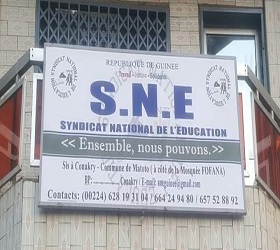 REPUBLIQUE DE GUINEE
Travail - Justice - Solidarité
S.N.E
SYNDICAT NATIONAL DE L'EDUCATION
<< Ensemble, nous pouvons.>>
Sis à Conakry ( Commune de Matoto ( à côté de la Mosquée FOFANA)
BP: Conakry / E-mail:
Contacts: (00224) 628 19 31 04 / 664 24 94 80 / 657 52 88 92